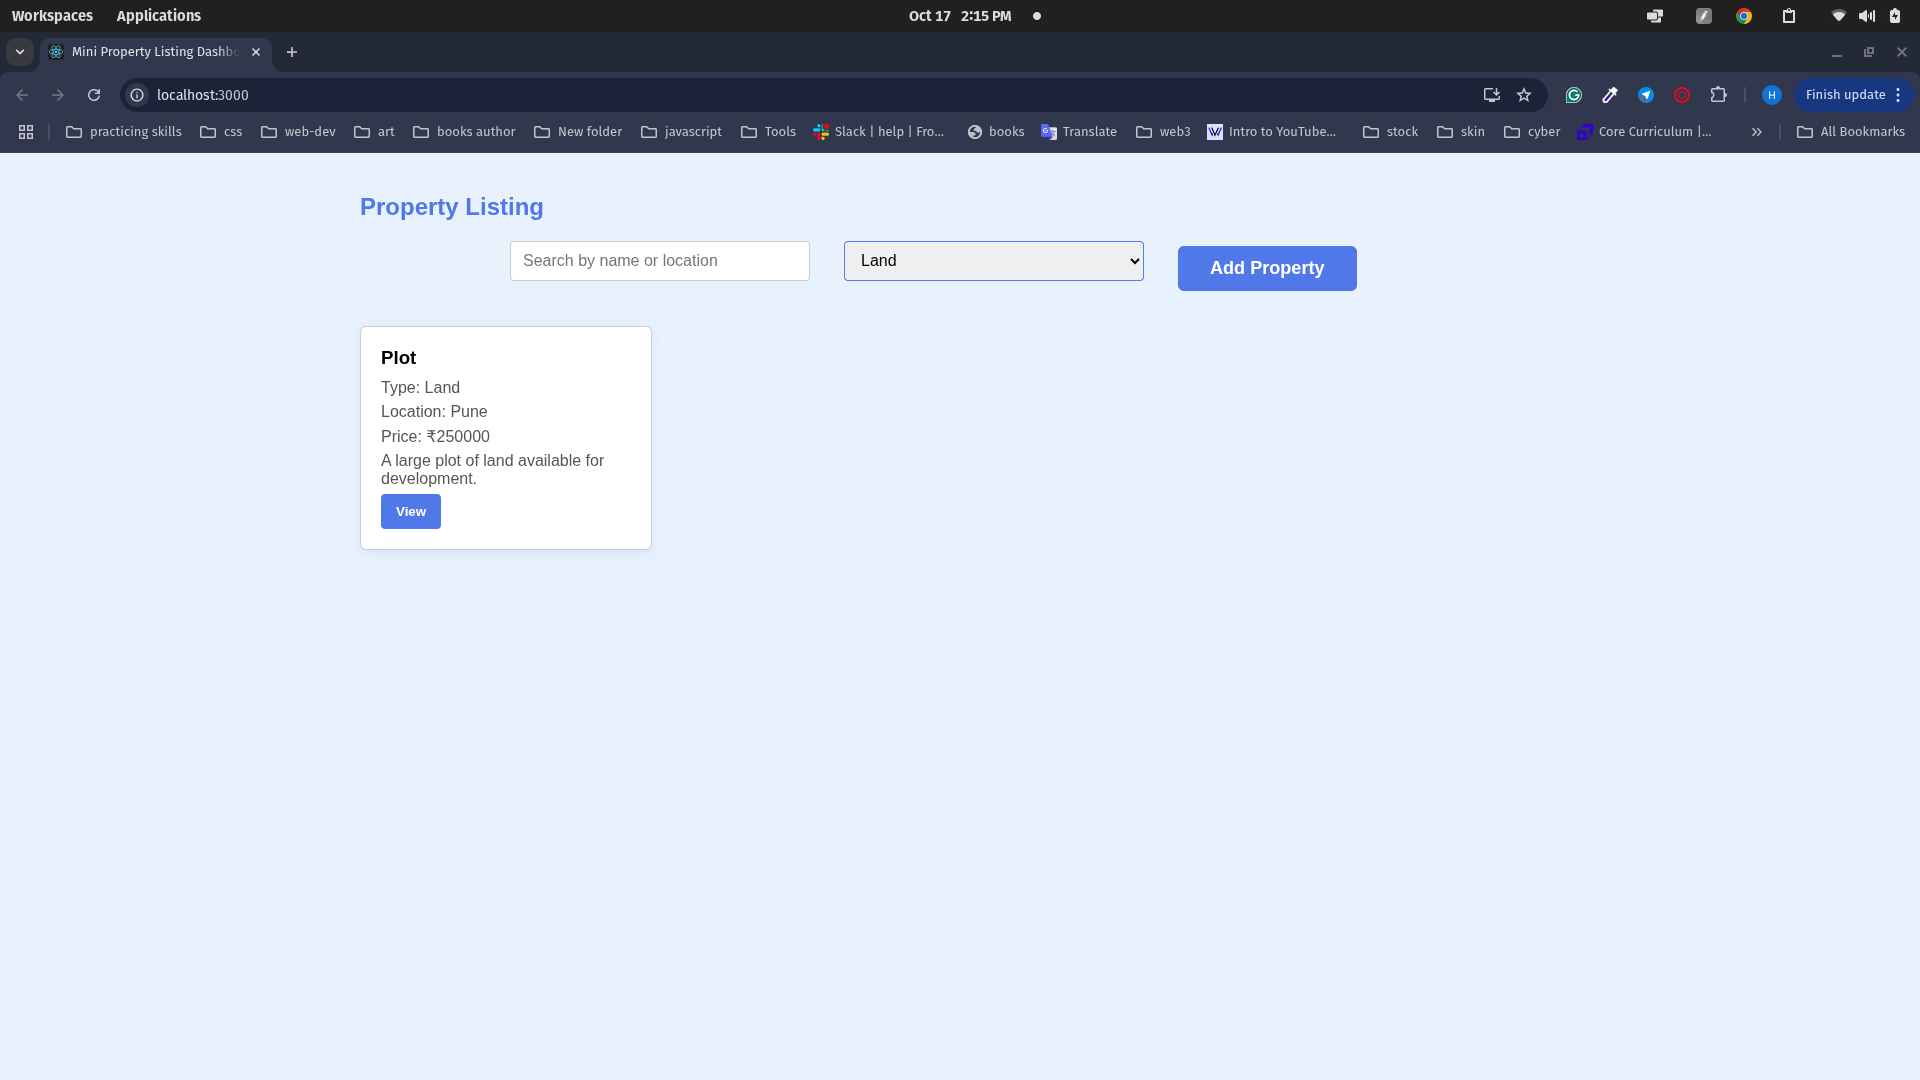 Workspaces Applications Oct 17 2:15 PM
Mini Property Listing Dashbo
localhost:3000 H Finish update
practicing skills css web-dev art books author New folder javascript Tools Slack | help | Fro... books Translate web3 Intro to YouTube... stock skin cyber Core Curriculum |... All Bookmarks
Property Listing
Search by name or location Land Add Property
Plot
Type: Land
Location: Pune
Price: ₹250000
A large plot of land available for
development.
View